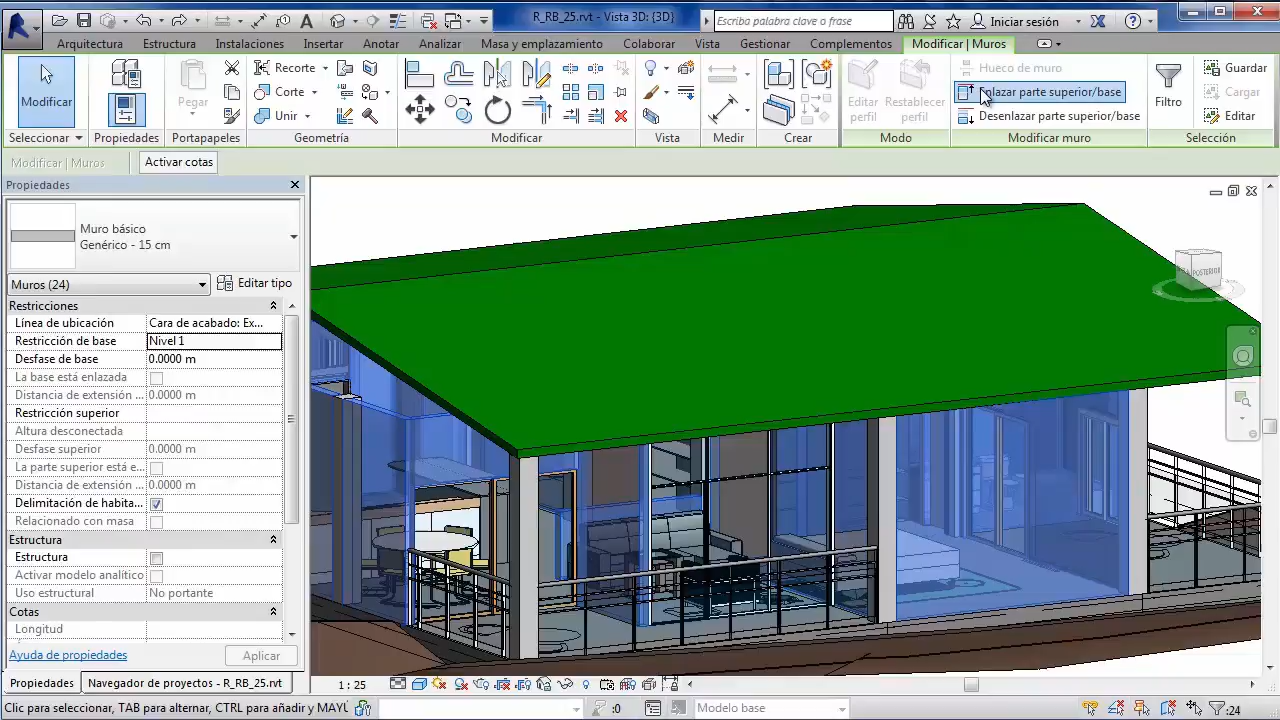 R_RB_25.rvt - Vista 3D: {3D}
Escriba palabra clave o frase
Iniciar sesión
Arquitectura Estructura Instalaciones Insertar Anotar Analizar Masa y emplazamiento Colaborar Vista Gestionar Complementos Modificar | Muros
Modificar
Pegar
Recorte
Corte
Unir
Editar
perfil
Restablecer
perfil
Hueco de muro
lazar parte superior/base
Desenlazar parte superior/base
Filtro
Guardar
Cargar
Editar
Seleccionar Propiedades Portapapeles Geometría Modificar Vista Medir Crear Modo Modificar muro Selección
Modificar | Muros
Activar cotas
Propiedades
Muro básico
Genérico - 15 cm
Muros (24)
Editar tipo
Restricciones
Línea de ubicación Cara de acabado: Ex...
Restricción de base Nivel 1
Desfase de base 0.0000 m
La base está enlazada
Distancia de extensión ... 0.0000 m
Restricción superior
Altura desconectada
Desfase superior 0.0000 m
La parte superior está e...
Distancia de extensión ... 0.0000 m
Delimitación de habita...
Relacionado con masa
Estructura
Estructura
Activar modelo analítico
Uso estructural No portante
Cotas
Longitud
Ayuda de propiedades
Aplicar
Propiedades
Navegador de proyectos - R_RB_25.rvt
POSTERIOR
1 : 25
Clic para seleccionar, TAB para alternar, CTRL para añadir y MAYÚ
:0
Modelo base
:24